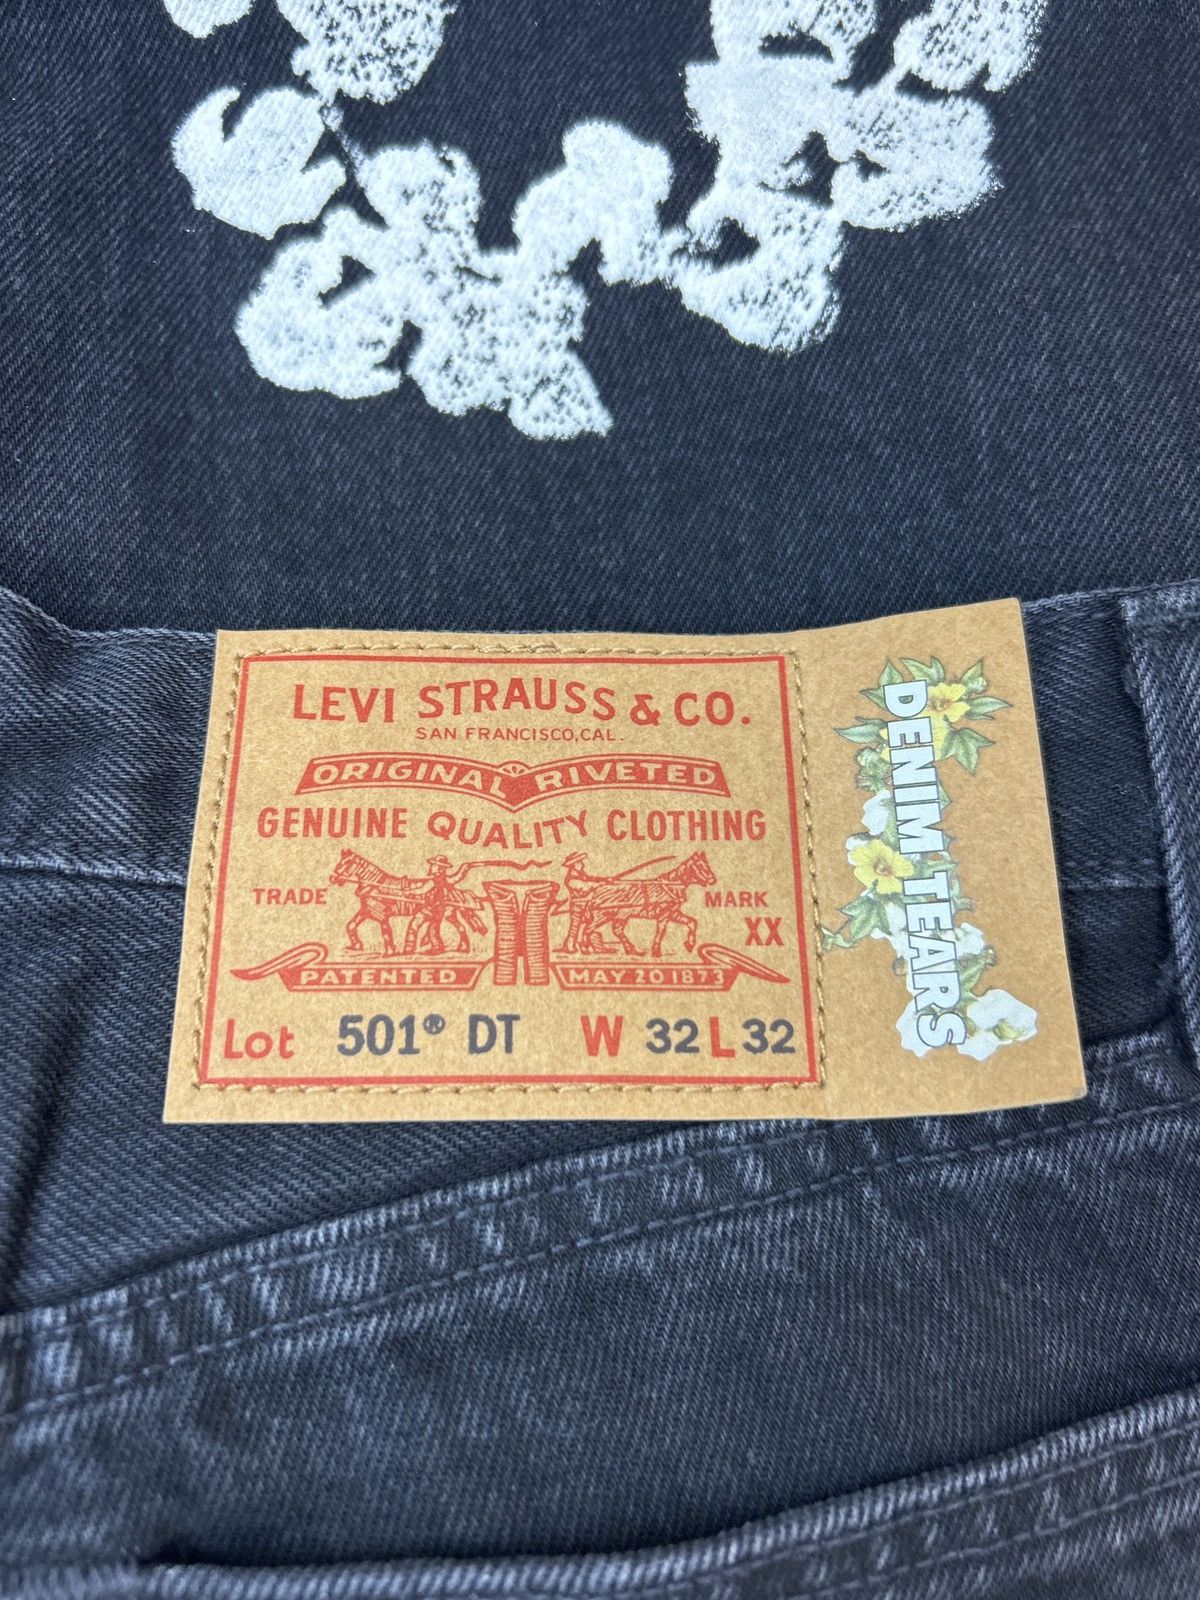 LEVI STRAUSS & CO.
SAN FRANCISCO, CAL.
ORIGINAL RIVETED
GENUINE QUALITY CLOTHING
TRADE MARK
XX
PATENTED MAY 20 1873
Lot 501® DT W 32 L 32
DENIM TEARS